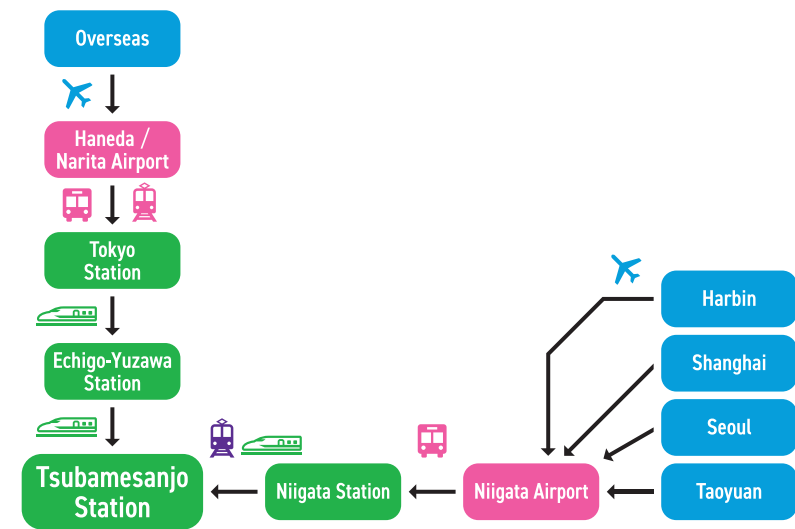 Overseas
Haneda /
Narita Airport
Tokyo
Station
Echigo-Yuzawa
Station
Tsubamesanjo
Station
Niigata Station
Niigata Airport
Harbin
Shanghai
Seoul
Taoyuan